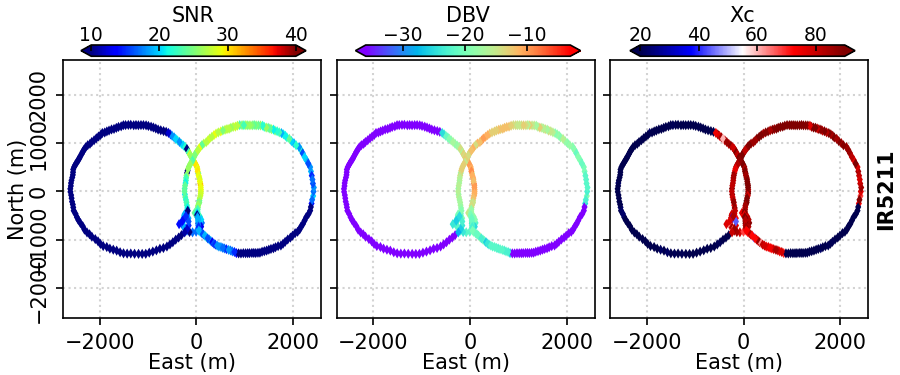 SNR DBV Xc
10 20 30 40 −30 −20 −10 20 40 60 80
North (m)
2000
1000
0
−1000
−2000
−2000 0 2000 −2000 0 2000 −2000 0 2000
East (m) East (m) East (m)
IR5211